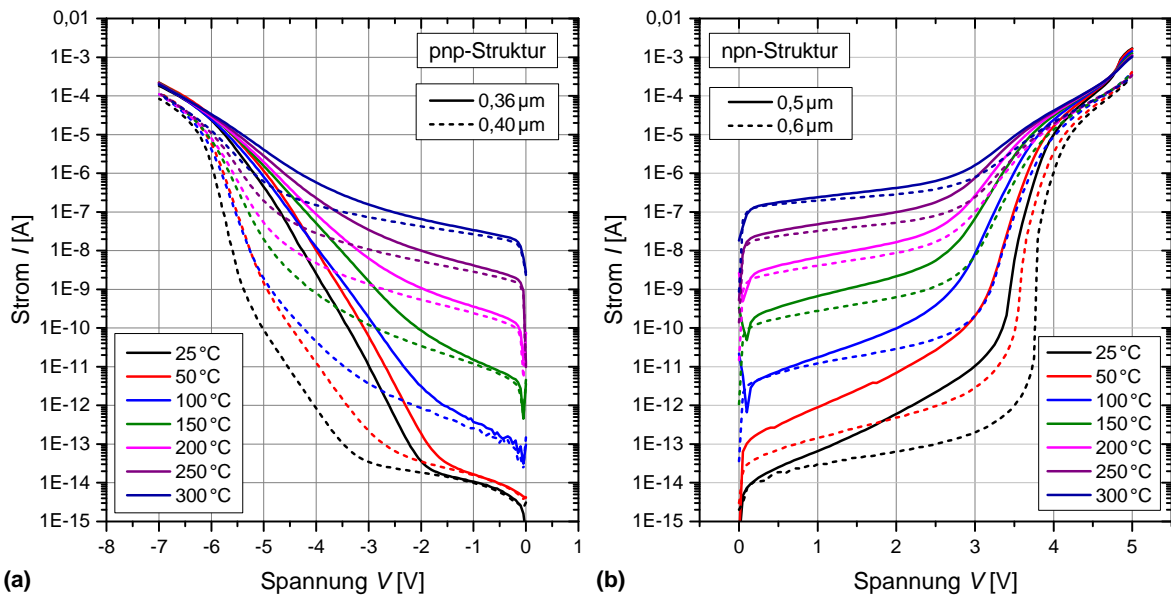 0,01
1E-3
1E-4
1E-5
1E-6
1E-7
1E-8
1E-9
1E-10
1E-11
1E-12
1E-13
1E-14
1E-15
Strom I [A]
pnp-Struktur
0,36 µm
0,40 µm
25 °C
50 °C
100 °C
150 °C
200 °C
250 °C
300 °C
-8 -7 -6 -5 -4 -3 -2 -1 0 1
Spannung V [V]
(a)
0,01
1E-3
1E-4
1E-5
1E-6
1E-7
1E-8
1E-9
1E-10
1E-11
1E-12
1E-13
1E-14
1E-15
Strom I [A]
npn-Struktur
0,5 µm
0,6 µm
25 °C
50 °C
100 °C
150 °C
200 °C
250 °C
300 °C
0 1 2 3 4 5
Spannung V [V]
(b)